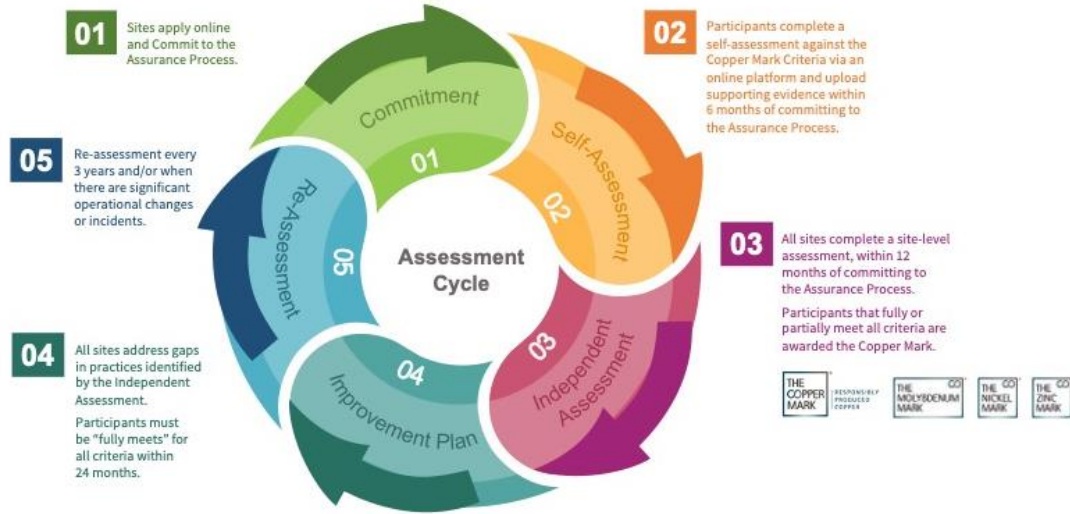 01
Sites apply online
and Commit to the
Assurance Process.
02
Participants complete a
self-assessment against the
Copper Mark Criteria via an
online platform and upload
supporting evidence within
6 months of committing to
the Assurance Process.
03
All sites complete a site-level
assessment, within 12
months of committing to
the Assurance Process.
Participants that fully or
partially meet all criteria are
awarded the Copper Mark.
THE
COPPER
MARK
RESPONSIBLY
PRODUCED
COPPER
THE
MOLYBDENUM
MARK
THE
NICKEL
MARK
THE
ZINC
MARK
04
All sites address gaps
in practices identified
by the Independent
Assessment.
Participants must
be “fully meets” for
all criteria within
24 months.
05
Re-assessment every
3 years and/or when
there are significant
operational changes
or incidents.
Assessment
Cycle
Commitment
01
Self-Assessment
02
Independent
Assessment
03
Improvement Plan
04
Re-Assessment
05